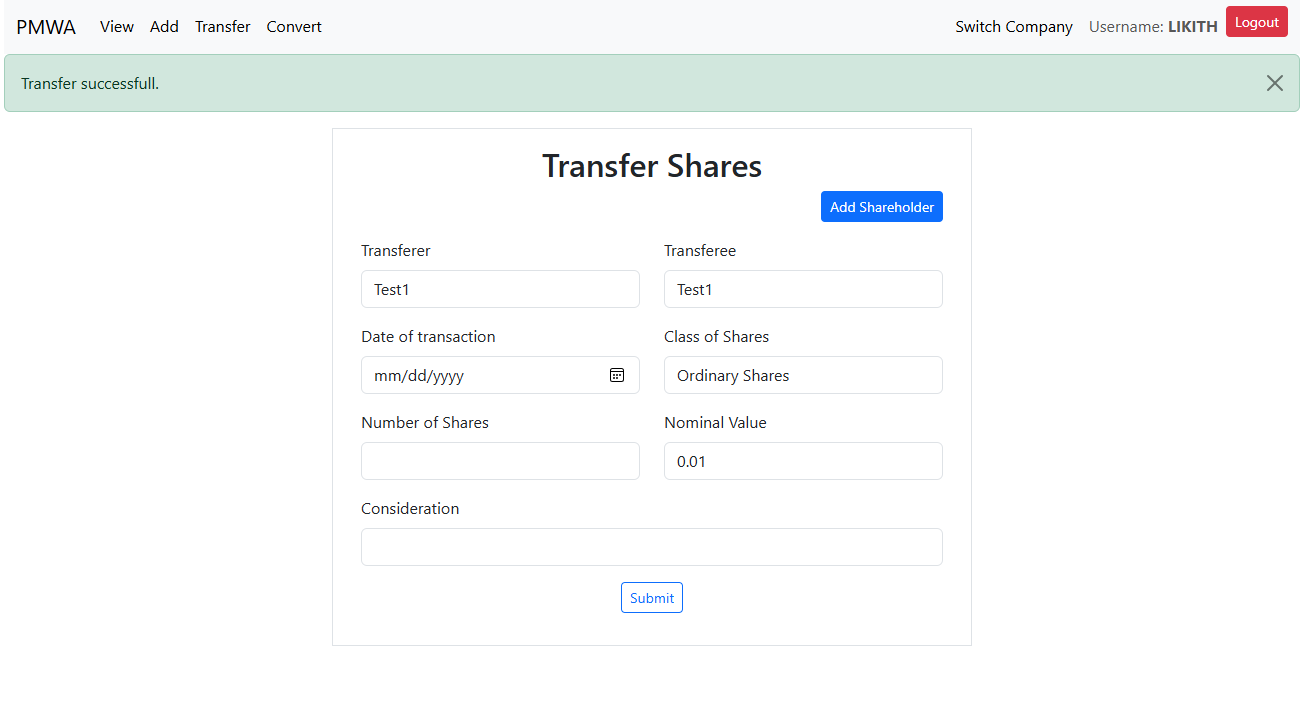 PMWA View Add Transfer Convert Switch Company Username: LIKITH Logout
Transfer successfull.
Transfer Shares
Add Shareholder
Transferer Transferee
Test1 Test1
Date of transaction Class of Shares
mm/dd/yyyy Ordinary Shares
Number of Shares Nominal Value
0.01
Consideration
Submit